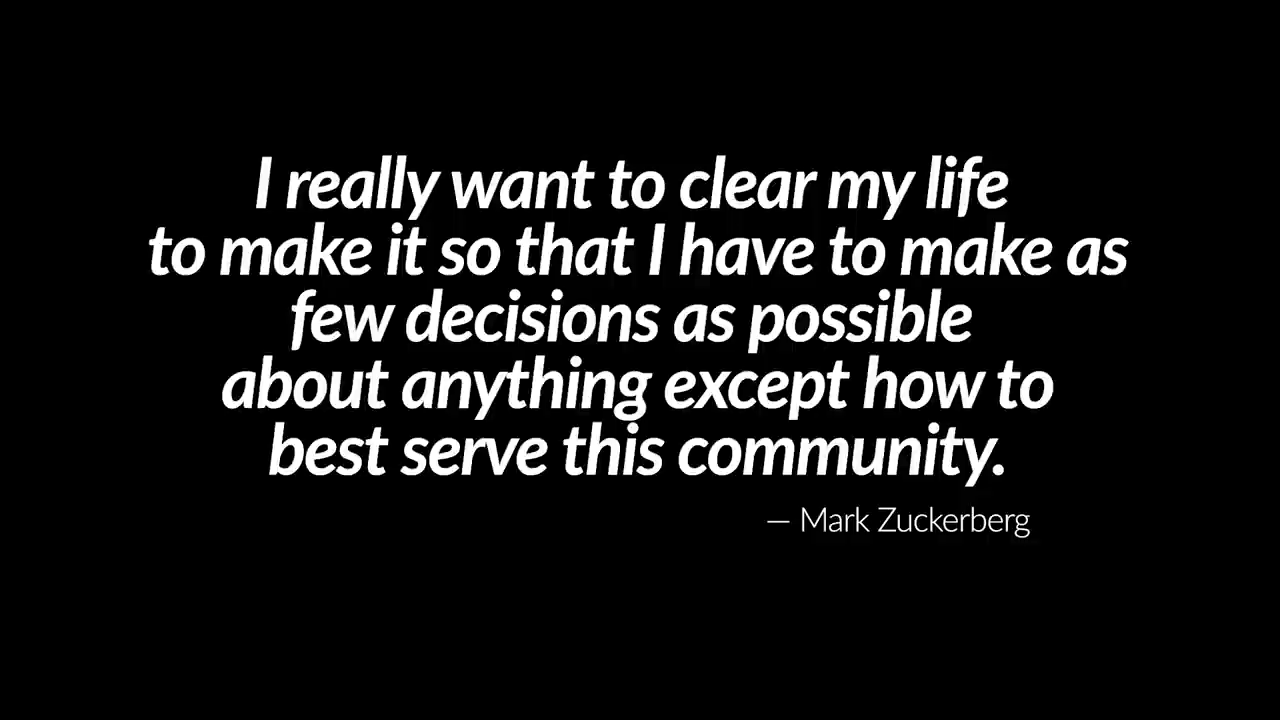 I really want to clear my life
to make it so that I have to make as
few decisions as possible
about anything except how to
best serve this community.
— Mark Zuckerberg